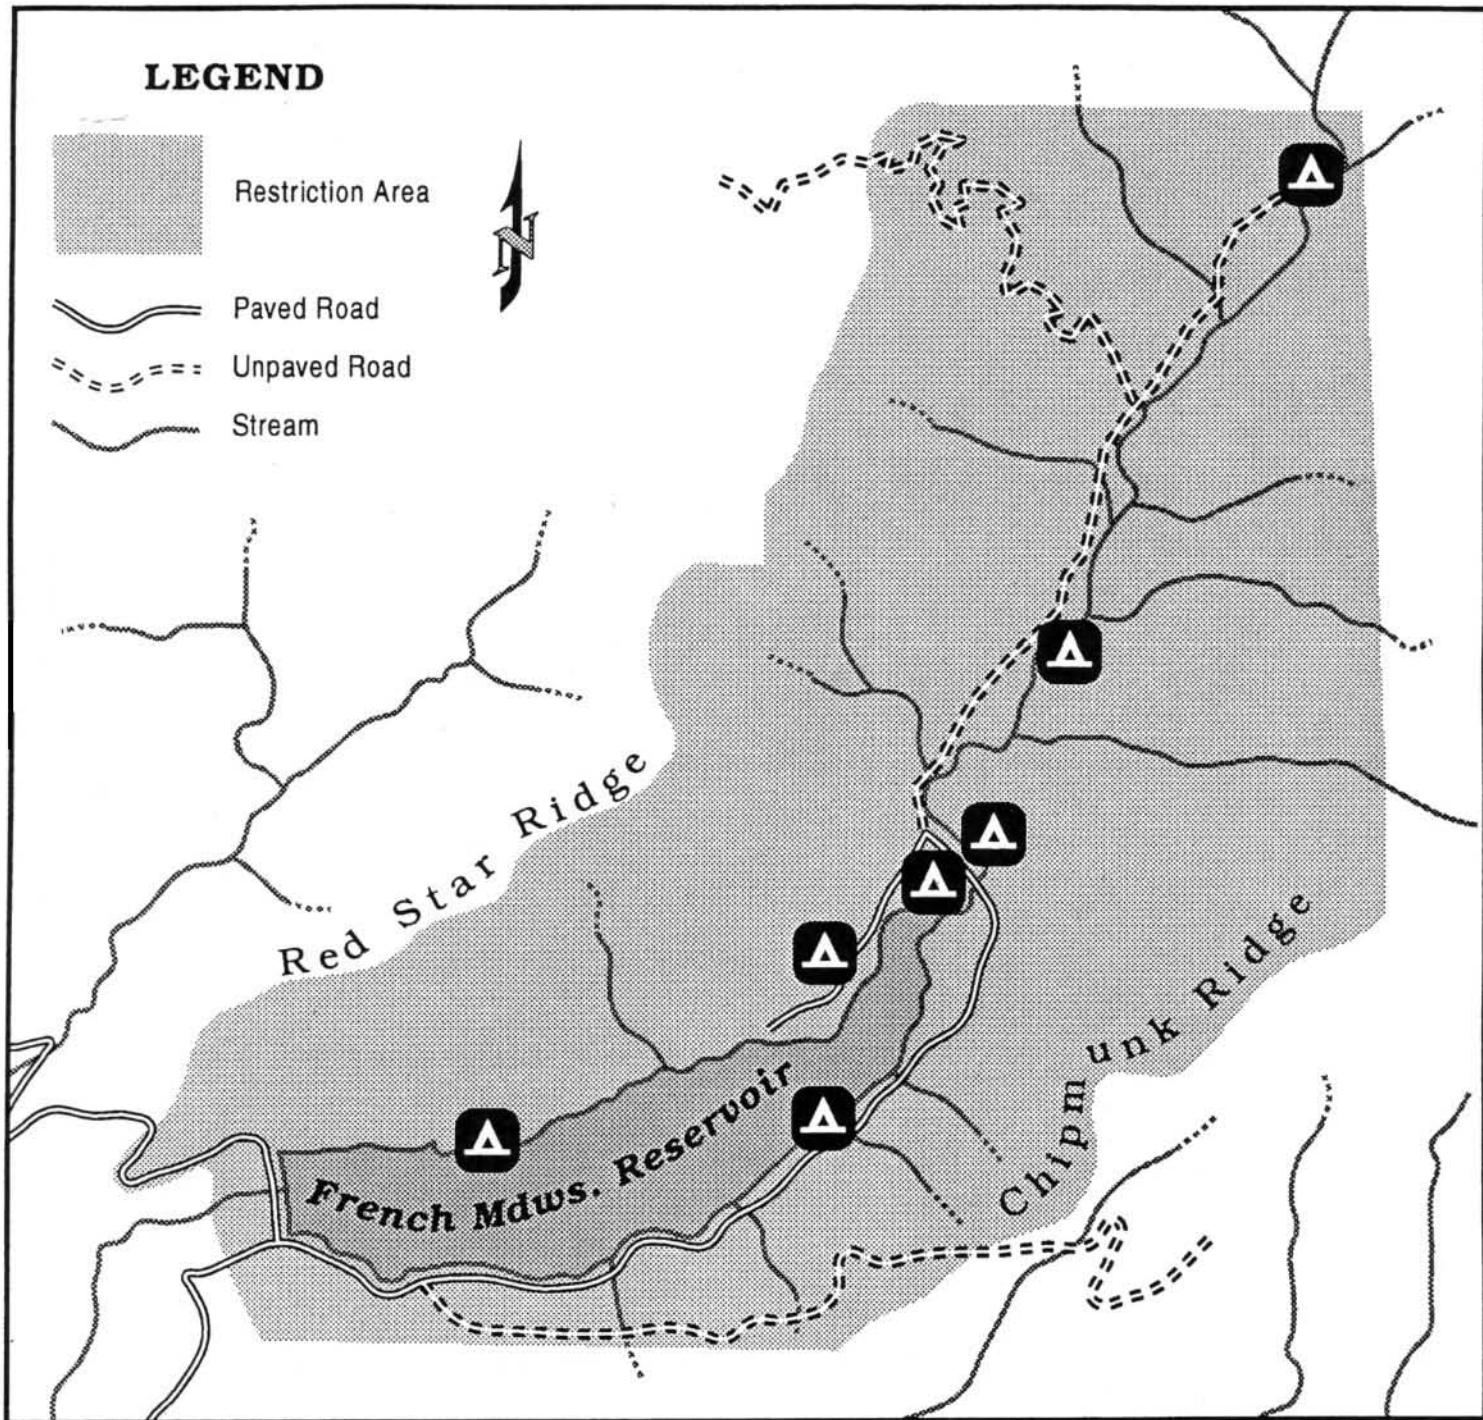 LEGEND
Restriction Area
N
Paved Road
Unpaved Road
Stream
Red Star Ridge
French Mdws. Reservoir
Chipmunk Ridge